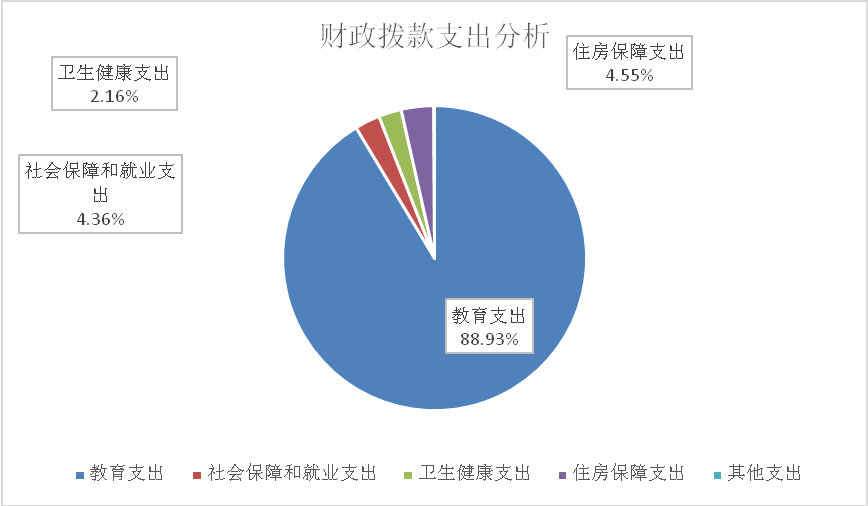 财政拨款支出分析
住房保障支出
4.55%
卫生健康支出
2.16%
社会保障和就业支
出
4.36%
教育支出
88.93%
教育支出 社会保障和就业支出 卫生健康支出 住房保障支出 其他支出